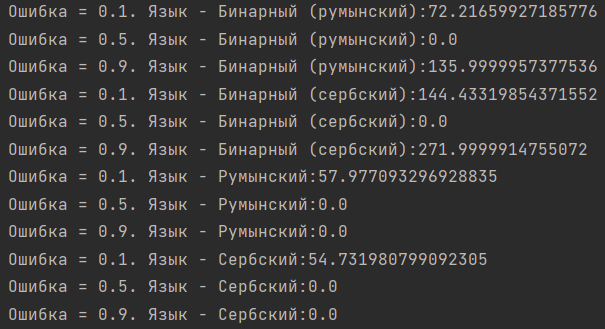 Ошибка = 0.1. Язык - Бинарный (румынский):72.21659927185776
Ошибка = 0.5. Язык - Бинарный (румынский):0.0
Ошибка = 0.9. Язык - Бинарный (румынский):135.9999957377536
Ошибка = 0.1. Язык - Бинарный (сербский):144.43319854371552
Ошибка = 0.5. Язык - Бинарный (сербский):0.0
Ошибка = 0.9. Язык - Бинарный (сербский):271.9999914755072
Ошибка = 0.1. Язык - Румынский:57.977093296928835
Ошибка = 0.5. Язык - Румынский:0.0
Ошибка = 0.9. Язык - Румынский:0.0
Ошибка = 0.1. Язык - Сербский:54.731980799092305
Ошибка = 0.5. Язык - Сербский:0.0
Ошибка = 0.9. Язык - Сербский:0.0